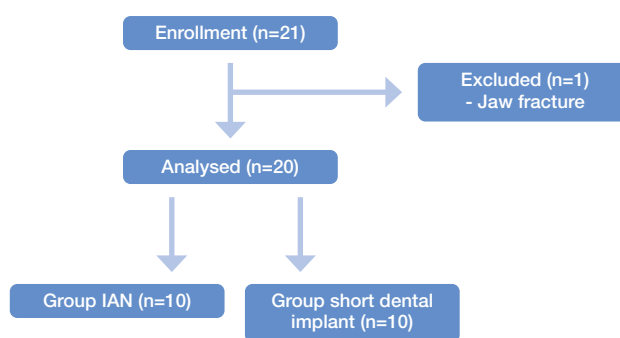 Enrollment (n=21)
Excluded (n=1)
- Jaw fracture
Analysed (n=20)
Group IAN (n=10)
Group short dental
implant (n=10)